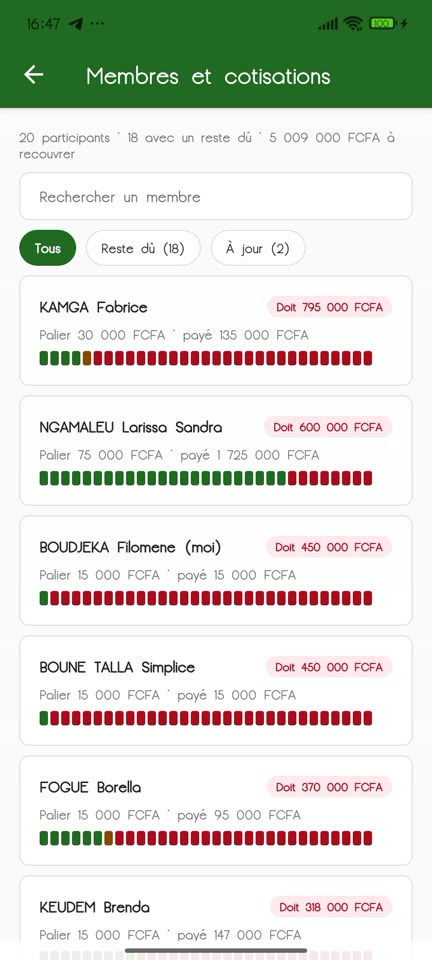 16:47
100
Membres et cotisations
20 participants · 18 avec un reste dû · 5 009 000 FCFA à
recouvrer
Rechercher un membre
Tous Reste dû (18) À jour (2)
KAMGA Fabrice Doit 795 000 FCFA
Palier 30 000 FCFA · payé 135 000 FCFA
NGAMALEU Larissa Sandra Doit 600 000 FCFA
Palier 75 000 FCFA · payé 1 725 000 FCFA
BOUDJEKA Filomene (moi) Doit 450 000 FCFA
Palier 15 000 FCFA · payé 15 000 FCFA
BOUNE TALLA Simplice Doit 450 000 FCFA
Palier 15 000 FCFA · payé 15 000 FCFA
FOGUE Borella Doit 370 000 FCFA
Palier 15 000 FCFA · payé 95 000 FCFA
KEUDEM Brenda Doit 318 000 FCFA
Palier 15 000 FCFA · payé 147 000 FCFA